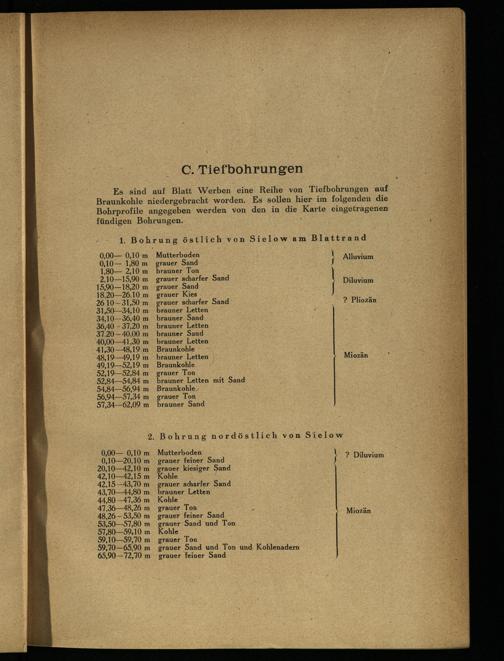 C. Tiefbohrungen
Es sind auf Blatt Werben eine Reihe von Tiefbohrungen auf
Braunkohle niedergebracht worden. Es sollen hier im folgenden die
Bohrprofile angegeben werden von den in die Karte eingetragenen
fündigen Bohrungen.
1. Bohrung östlich von Sielow am Blattrand
0,00— 0,10 m Mutterboden
0,10— 1,80 m grauer Sand Alluvium
1,80— 2,10 m brauner Ton
2,10—15,90 m grauer scharfer Sand
15,90—18,20 m grauer Sand Diluvium
18,20—26,10 m grauer Kies
26,10—31,50 m grauer scharfer Sand ? Pliozän
31,50—34,10 m brauner Letten
34,10—36,40 m brauner Sand
36,40—37,20 m brauner Letten
37,20—40,00 m brauner Sand
40,00—41,30 m brauner Letten
41,30—48,19 m Braunkohle
48,19—49,19 m brauner Letten Miozän
49,19—52,19 m Braunkohle
52,19—52,84 m grauer Ton
52,84—54,84 m brauner Letten mit Sand
54,84—56,94 m Braunkohle
56,94—57,34 m grauer Ton
57,34—62,09 m brauner Sand
2. Bohrung nordöstlich von Sielow
0,00— 0,10 m Mutterboden ? Diluvium
0,10—20,10 m grauer feiner Sand
20,10—42,10 m grauer kiesiger Sand
42,10—42,15 m Kohle
42,15—43,70 m grauer scharfer Sand
43,70—44,80 m brauner Letten
44,80—47,36 m Kohle
47,36—48,26 m grauer Ton Miozän
48,26—53,50 m grauer feiner Sand
53,50—57,80 m grauer Sand und Ton
57,80—59,10 m Kohle
59,10—59,70 m grauer Ton
59,70—65,90 m grauer Sand und Ton und Kohlenadern
65,90—72,70 m grauer feiner Sand